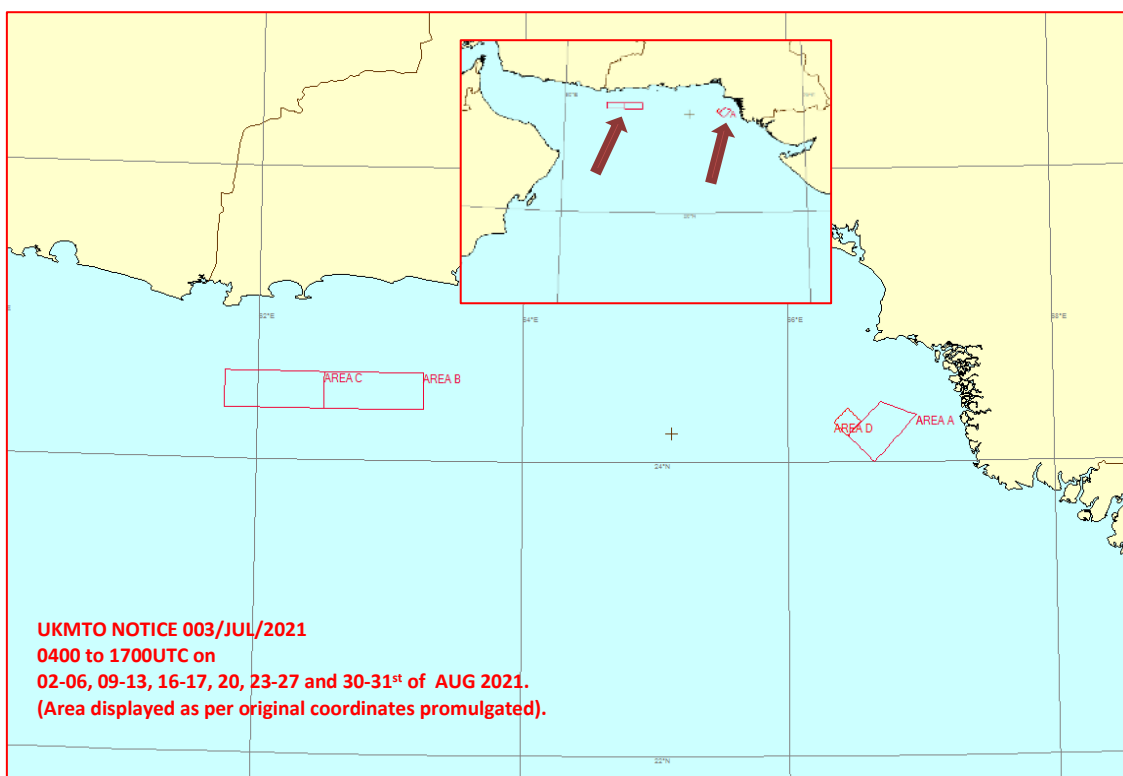 62°E
64°E
66°E
68°E
AREA C
AREA B
AREA A
AREA D
24°N
UKMTO NOTICE 003/JUL/2021
0400 to 1700UTC on
02-06, 09-13, 16-17, 20, 23-27 and 30-31st of AUG 2021.
(Area displayed as per original coordinates promulgated).
22°N